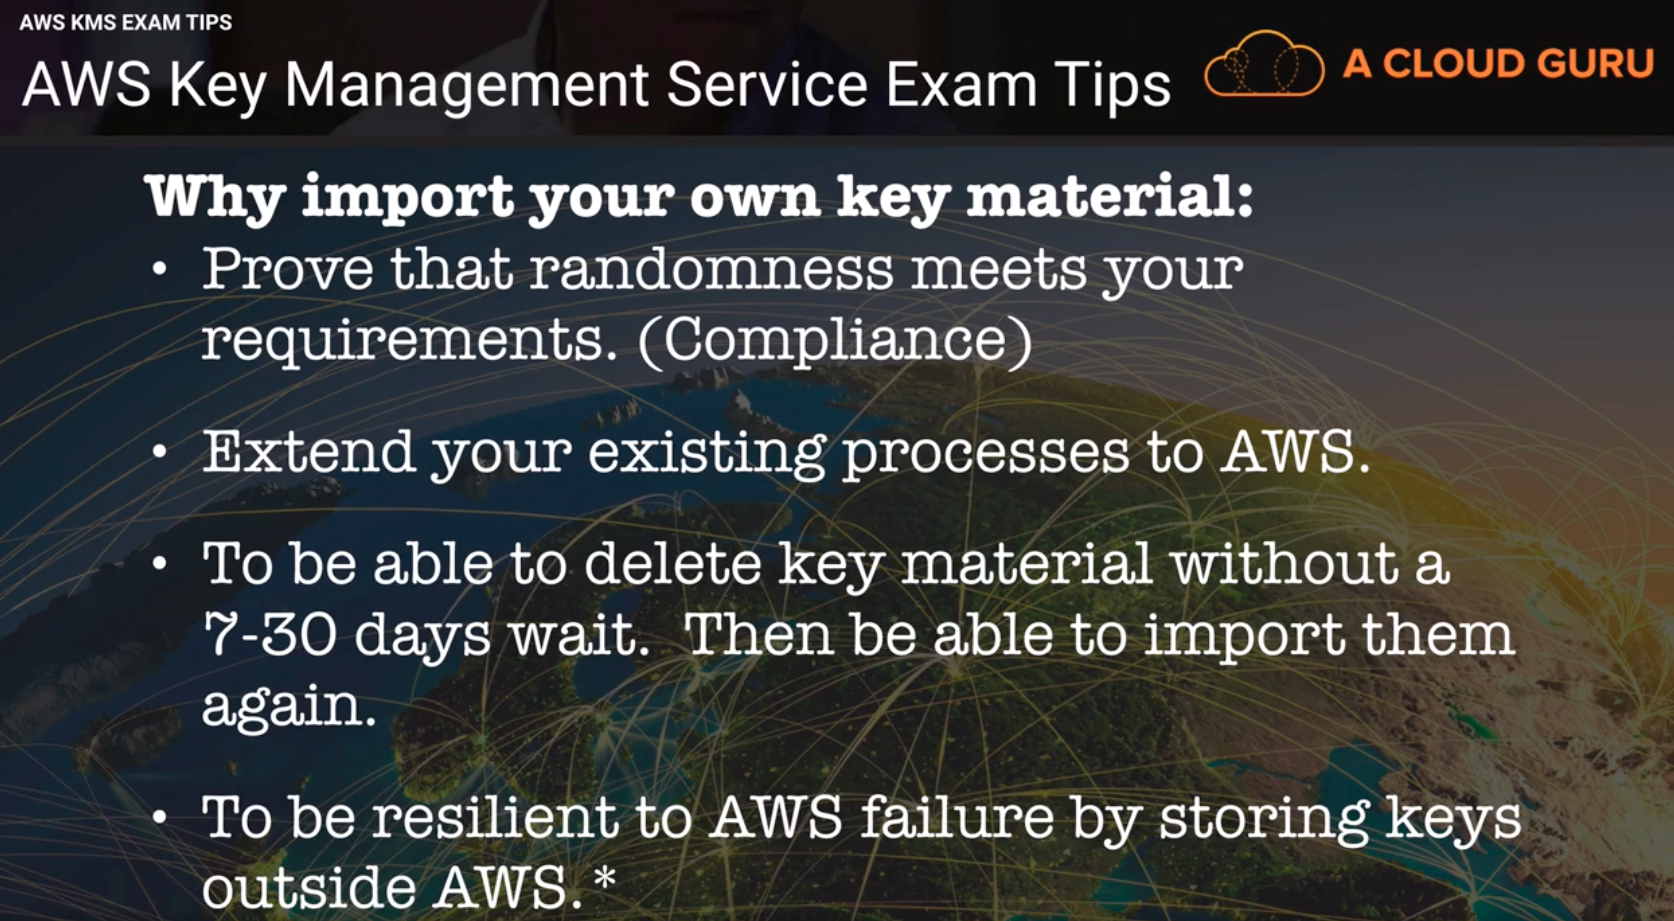 AWS KMS EXAM TIPS
AWS Key Management Service Exam Tips
A CLOUD GURU
Why import your own key material:
• Prove that randomness meets your
requirements. (Compliance)
• Extend your existing processes to AWS.
• To be able to delete key material without a
7-30 days wait. Then be able to import them
again.
• To be resilient to AWS failure by storing keys
outside AWS.*